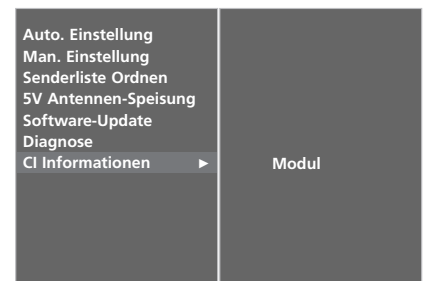 Auto. Einstellung
Man. Einstellung
Senderliste Ordnen
5V Antennen-Speisung
Software-Update
Diagnose
CI Informationen ►
Modul